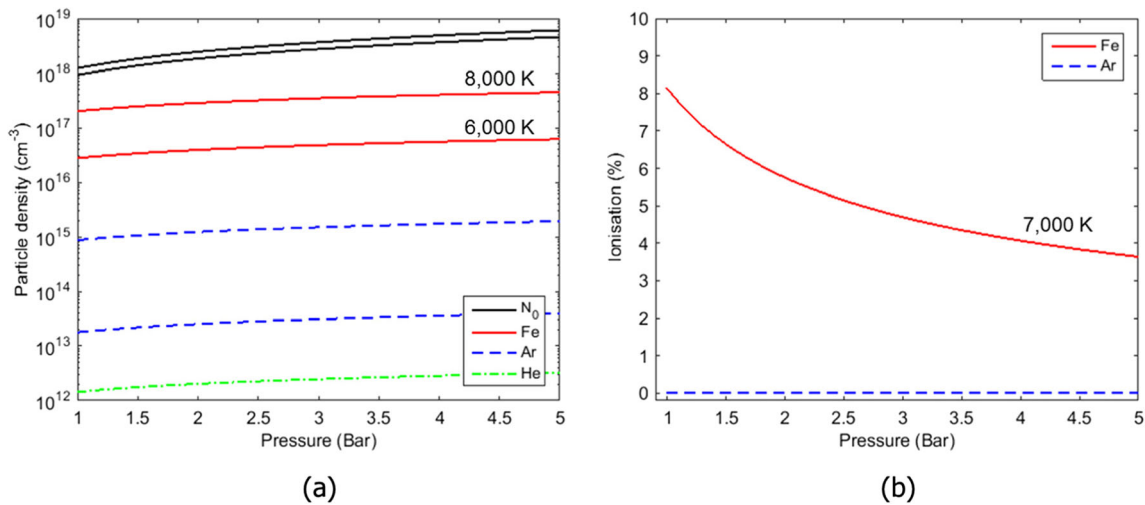 10^19
10^18
10^17
10^16
10^15
10^14
10^13
10^12
Particle density (cm^-3)
8,000 K
6,000 K
N_0
Fe
Ar
He
1 1.5 2 2.5 3 3.5 4 4.5 5
Pressure (Bar)
(a)
10
9
8
7
6
5
4
3
2
1
0
Ionisation (%)
Fe
Ar
7,000 K
1 1.5 2 2.5 3 3.5 4 4.5 5
Pressure (Bar)
(b)